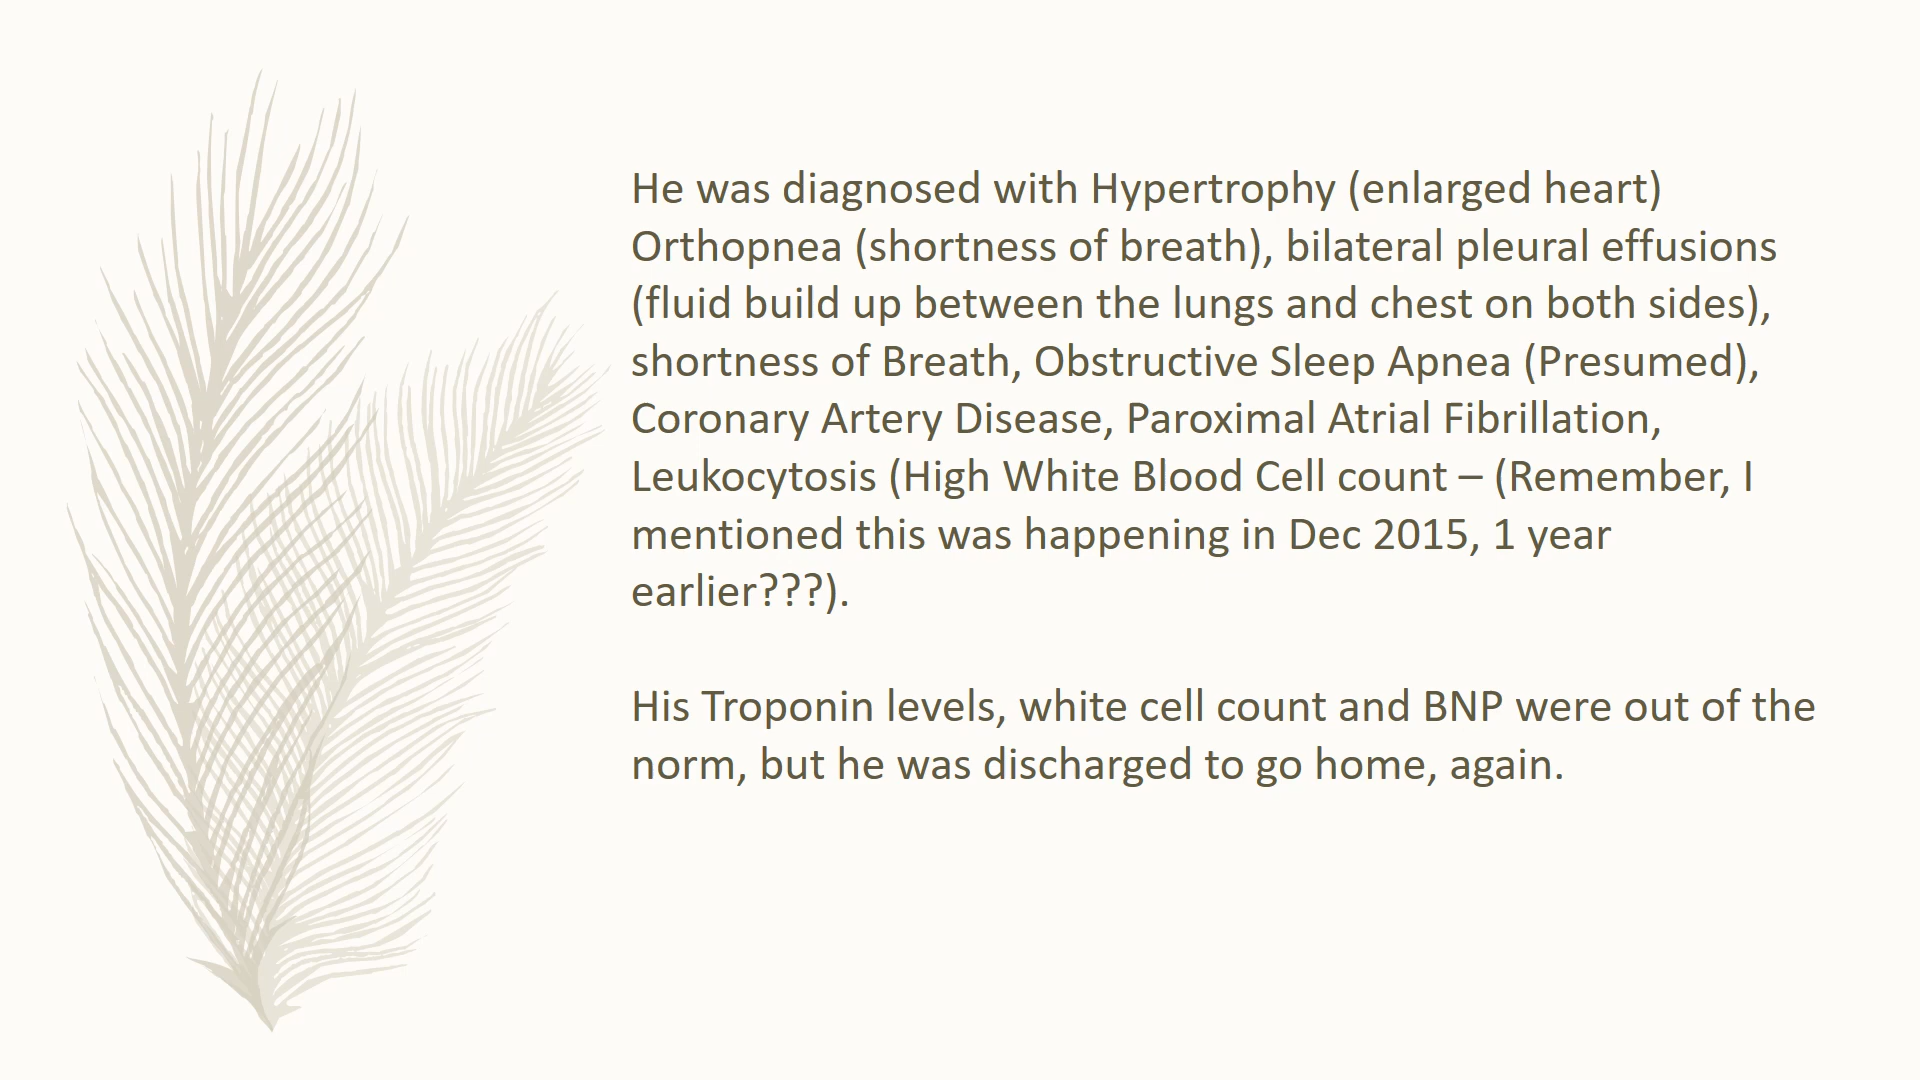 He was diagnosed with Hypertrophy (enlarged heart)
Orthopnea (shortness of breath), bilateral pleural effusions
(fluid build up between the lungs and chest on both sides),
shortness of Breath, Obstructive Sleep Apnea (Presumed),
Coronary Artery Disease, Paroximal Atrial Fibrillation,
Leukocytosis (High White Blood Cell count – (Remember, I
mentioned this was happening in Dec 2015, 1 year
earlier???).
His Troponin levels, white cell count and BNP were out of the
norm, but he was discharged to go home, again.